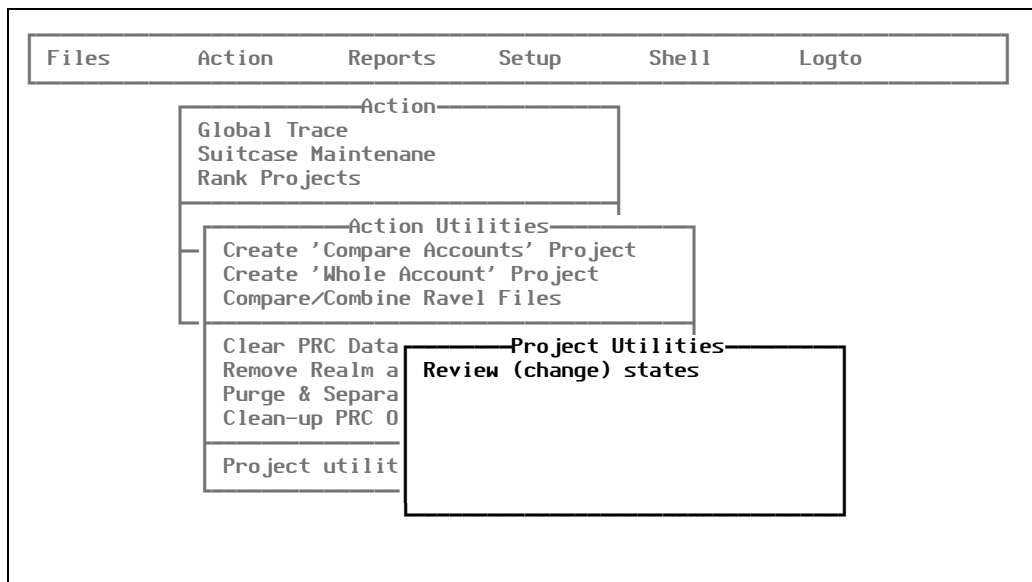 Files Action Reports Setup Shell Logto
Action
Global Trace
Suitcase Maintenane
Rank Projects
Action Utilities
Create 'Compare Accounts' Project
Create 'Whole Account' Project
Compare/Combine Ravel Files
Clear PRC Data
Remove Realm a
Purge & Separa
Clean-up PRC O
Project utilit
Project Utilities
Review (change) states